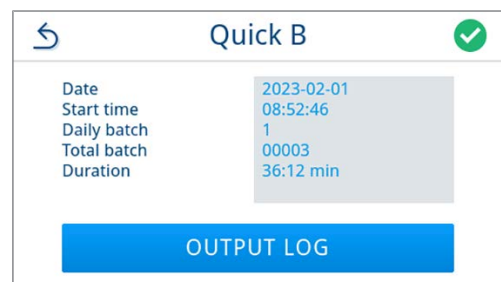 Quick B
Date 2023-02-01
Start time 08:52:46
Daily batch 1
Total batch 00003
Duration 36:12 min
OUTPUT LOG